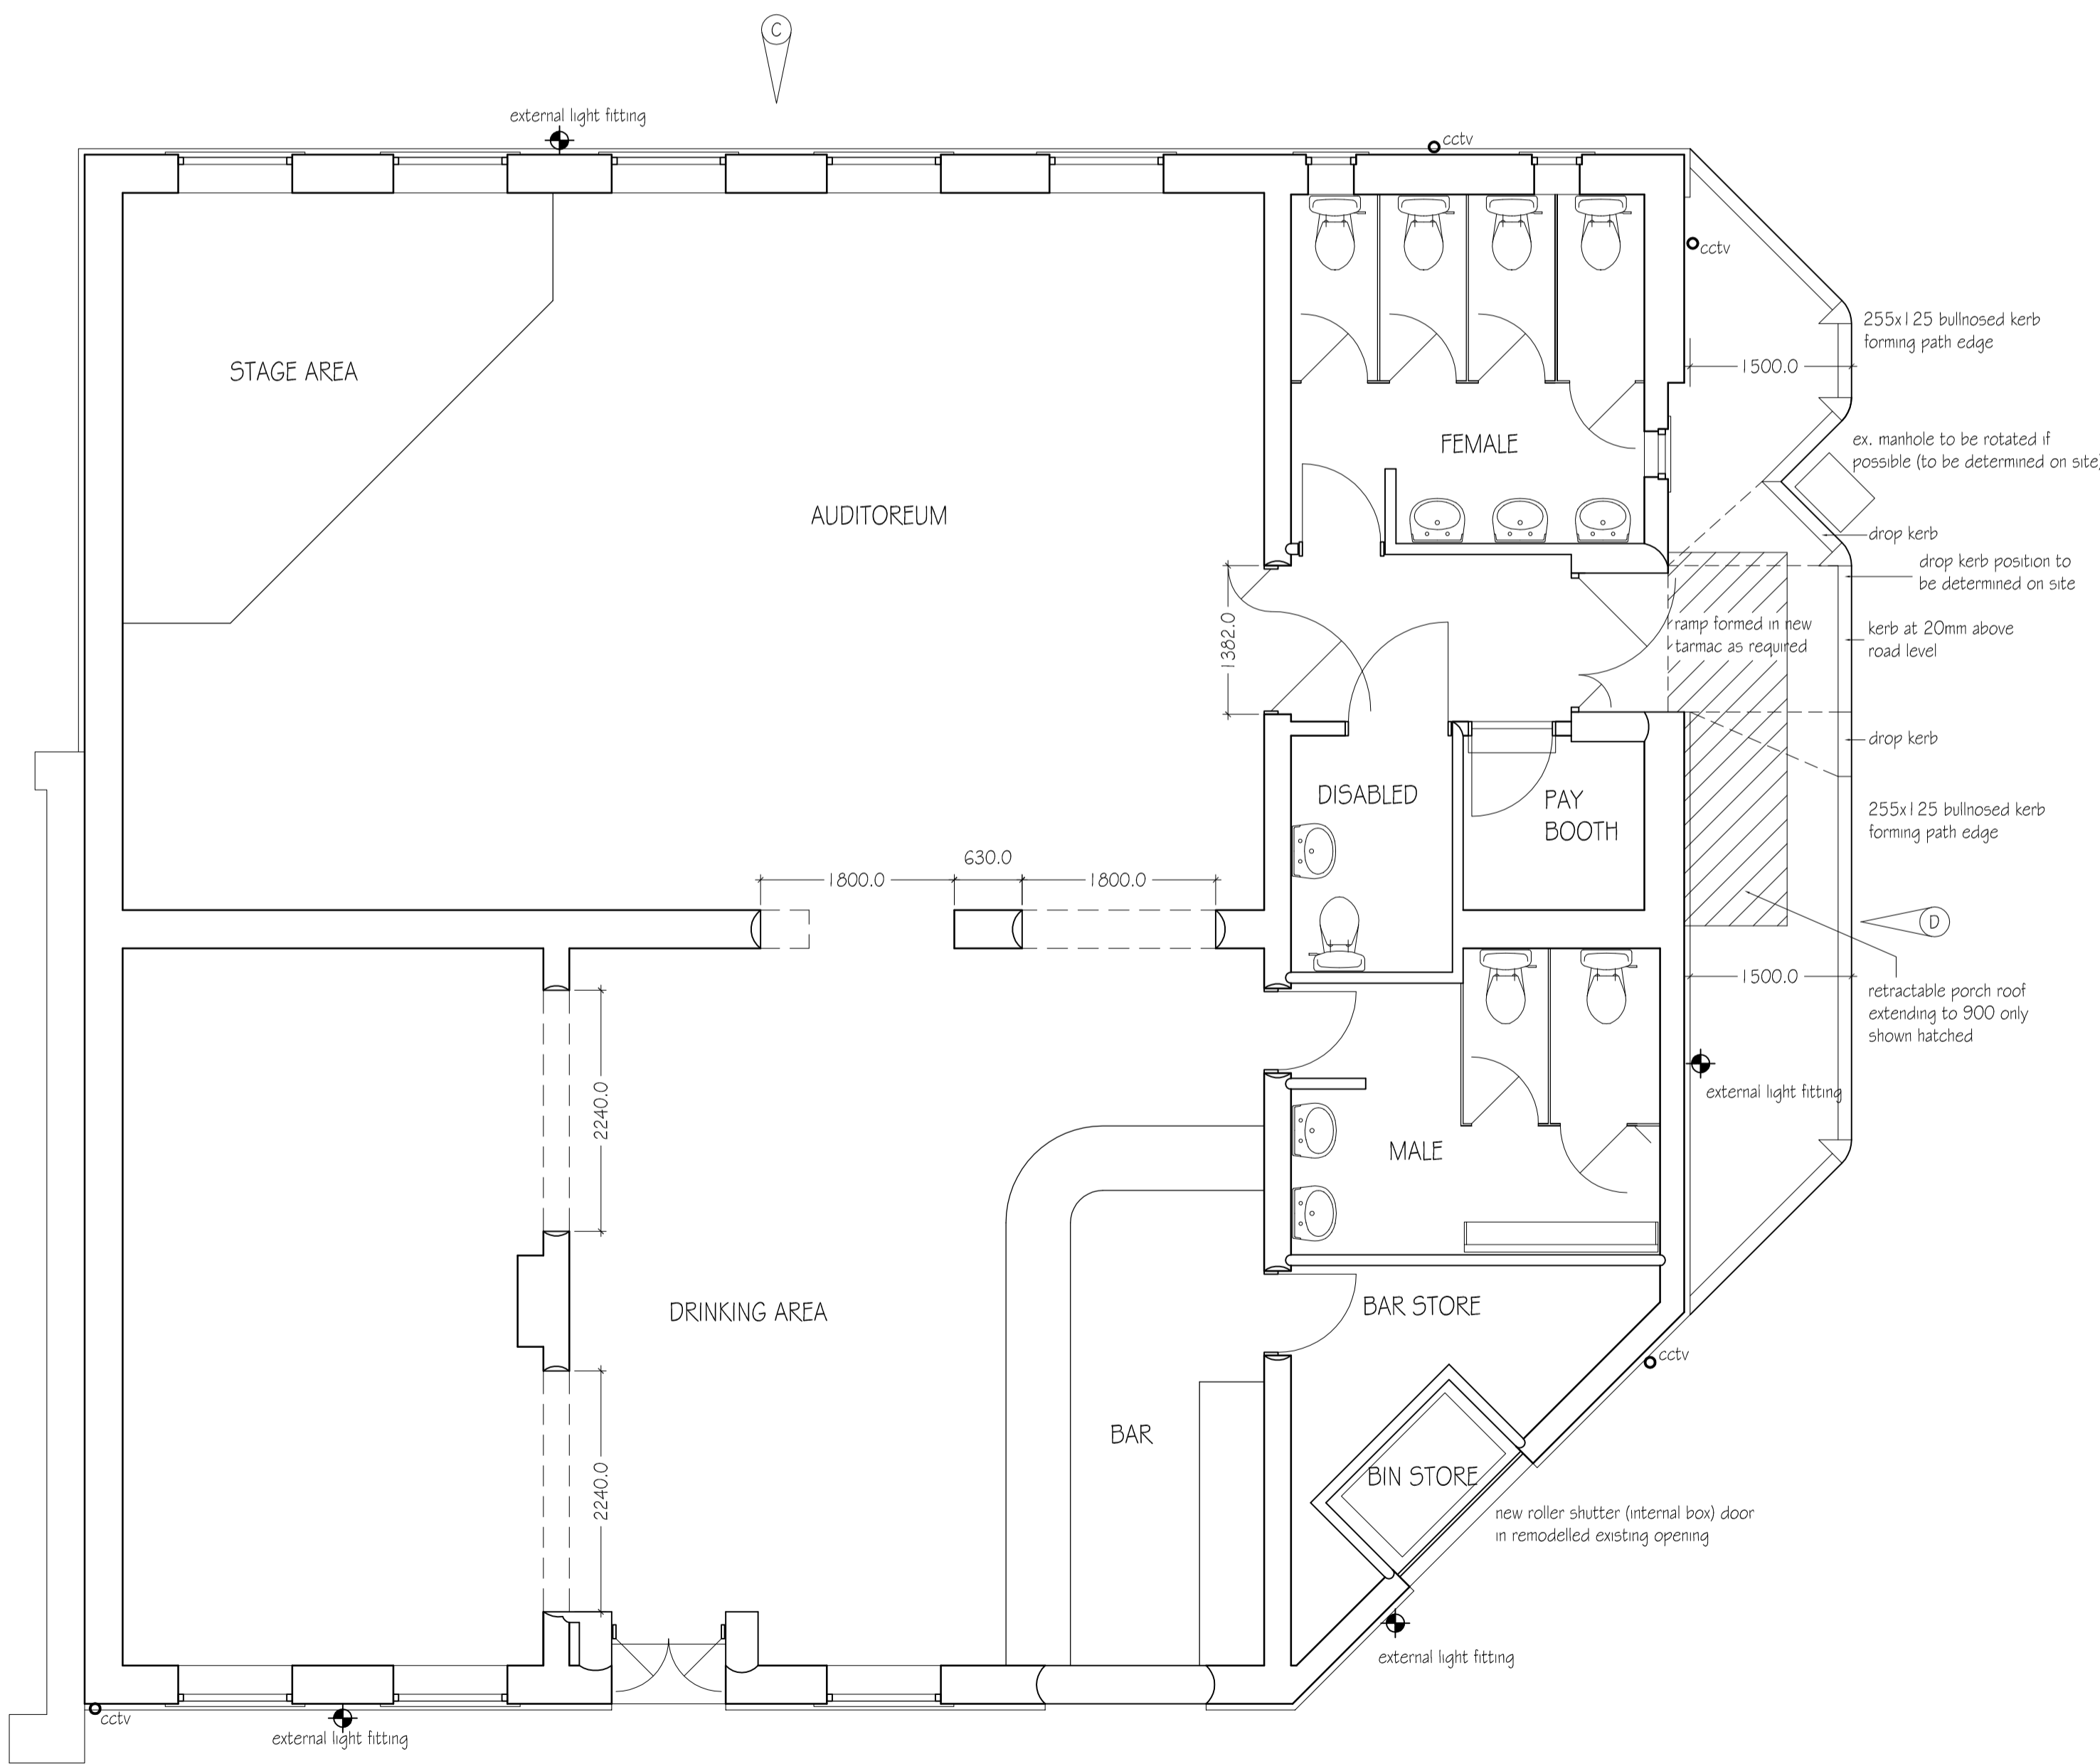 C
external light fitting
cctv
cctv
255x125 bullnosed kerb
forming path edge
STAGE AREA
1500.0
FEMALE
ex. manhole to be rotated if
possible (to be determined on site)
AUDITOREUM
drop kerb
drop kerb position to
be determined on site
1382.0
ramp formed in new
tarmac as required
kerb at 20mm above
road level
drop kerb
DISABLED
PAY
BOOTH
255x125 bullnosed kerb
forming path edge
630.0
1800.0
1800.0
D
1500.0
retractable porch roof
extending to 900 only
shown hatched
2240.0
external light fitting
MALE
DRINKING AREA
BAR STORE
cctv
BAR
BIN STORE
2240.0
new roller shutter (internal box) door
in remodelled existing opening
external light fitting
cctv
external light fitting